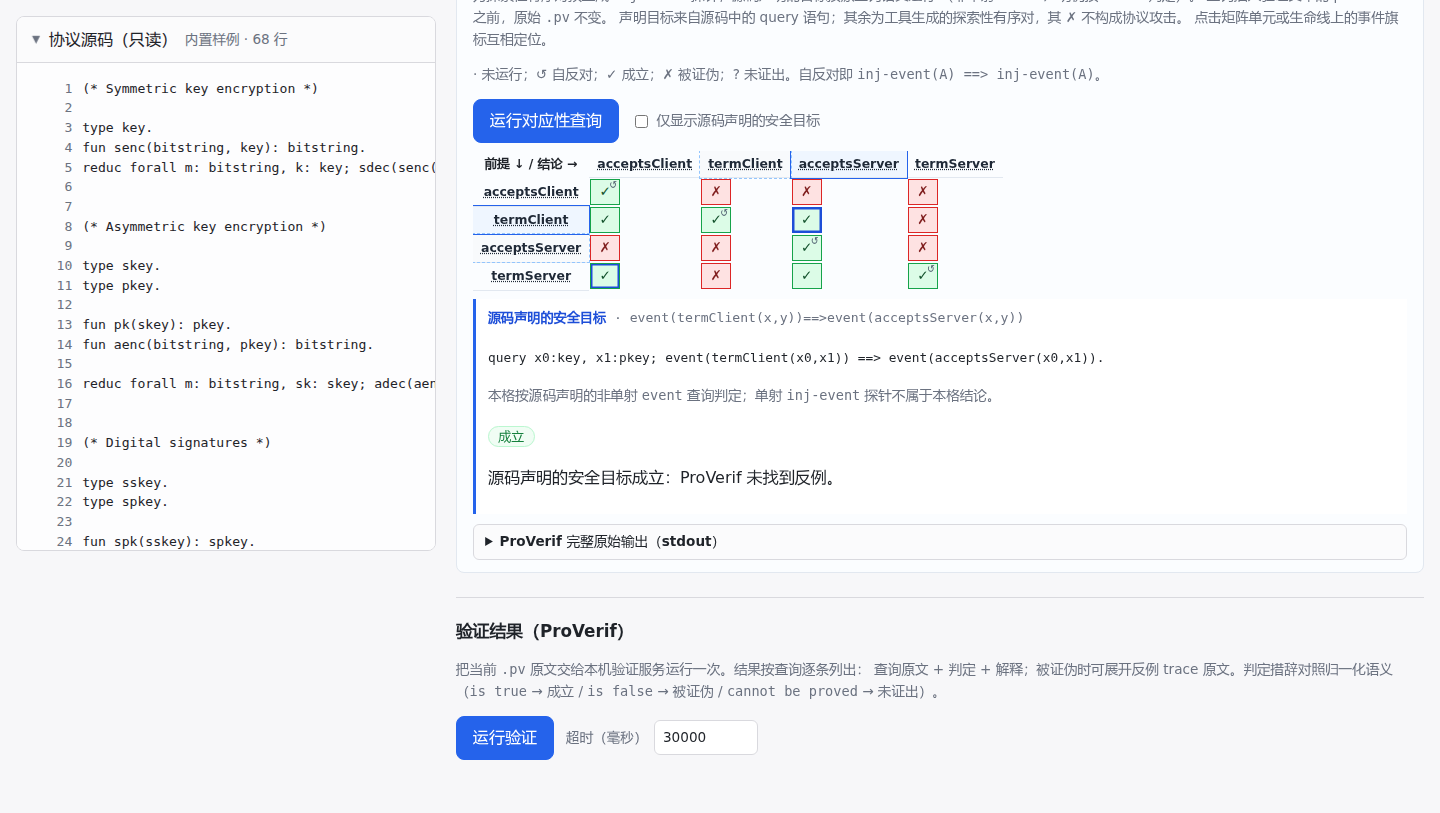 ▼ 协议源码（只读） 内置样例 · 68 行
1 (* Symmetric key encryption *)
2
3 type key.
4 fun senc(bitstring, key): bitstring.
5 reduc forall m: bitstring, k: key; sdec(senc(
6
7
8 (* Asymmetric key encryption *)
9
10 type skey.
11 type pkey.
12
13 fun pk(skey): pkey.
14 fun aenc(bitstring, pkey): bitstring.
15
16 reduc forall m: bitstring, sk: skey; adec(aen
17
18
19 (* Digital signatures *)
20
21 type sskey.
22 type spkey.
23
24 fun spk(sskey): spkey.
之前，原始 .pv 不变。 声明目标来自源码中的 query 语句；其余为工具生成的探索性有序对，其 ✗ 不构成协议攻击。 点击矩阵单元或生命线上的事件旗
标互相定位。
· 未运行；↺ 自反对；✓ 成立；✗ 被证伪；? 未证出。自反对即 inj-event(A) ==> inj-event(A)。
运行对应性查询 仅显示源码声明的安全目标
前提 ↓ / 结论 → acceptsClient termClient acceptsServer termServer
acceptsClient ✓↺ ✗ ✗ ✗
termClient ✓ ✓↺ ✓ ✗
acceptsServer ✗ ✗ ✓↺ ✗
termServer ✓ ✗ ✓ ✓↺
源码声明的安全目标 · event(termClient(x,y))==>event(acceptsServer(x,y))
query x0:key, x1:pkey; event(termClient(x0,x1)) ==> event(acceptsServer(x0,x1)).
本格按源码声明的非单射 event 查询判定；单射 inj-event 探针不属于本格结论。
成立
源码声明的安全目标成立：ProVerif 未找到反例。
▶ ProVerif 完整原始输出（stdout）
验证结果（ProVerif）
把当前 .pv 原文交给本机验证服务运行一次。结果按查询逐条列出： 查询原文 + 判定 + 解释；被证伪时可展开反例 trace 原文。判定措辞对照归一化语义
（is true → 成立 / is false → 被证伪 / cannot be proved → 未证出）。
运行验证 超时（毫秒） 30000